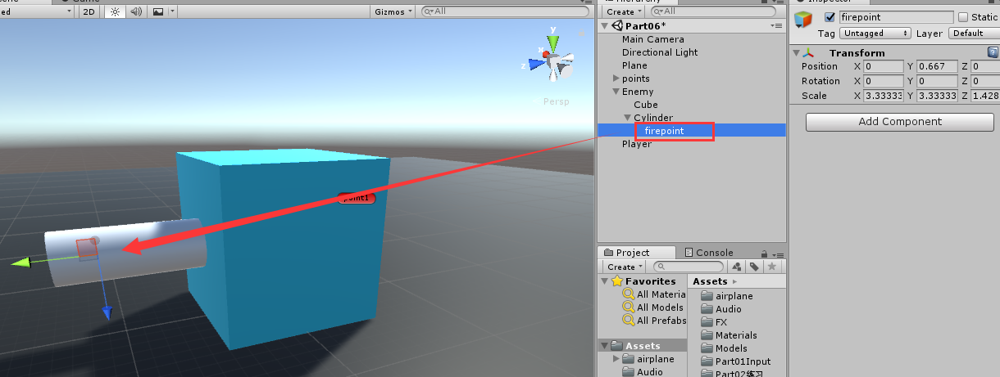 Game
ed
2D
Gizmos
All
y
x
z
Persp
point1
Hierarchy
Create
All
Part06*
Main Camera
Directional Light
Plane
points
Enemy
Cube
Cylinder
firepoint
Player
Project
Console
Create
Favorites
All Materia
All Models
All Prefabs
Assets
airplane
Audio
Assets
airplane
Audio
FX
Materials
Models
Part01Input
Part02练习
Inspector
firepoint
Static
Tag Untagged Layer Default
Transform
Position X 0 Y 0.667 Z 0
Rotation X 0 Y 0 Z 0
Scale X 3.33333 Y 3.33333 Z 1.428
Add Component